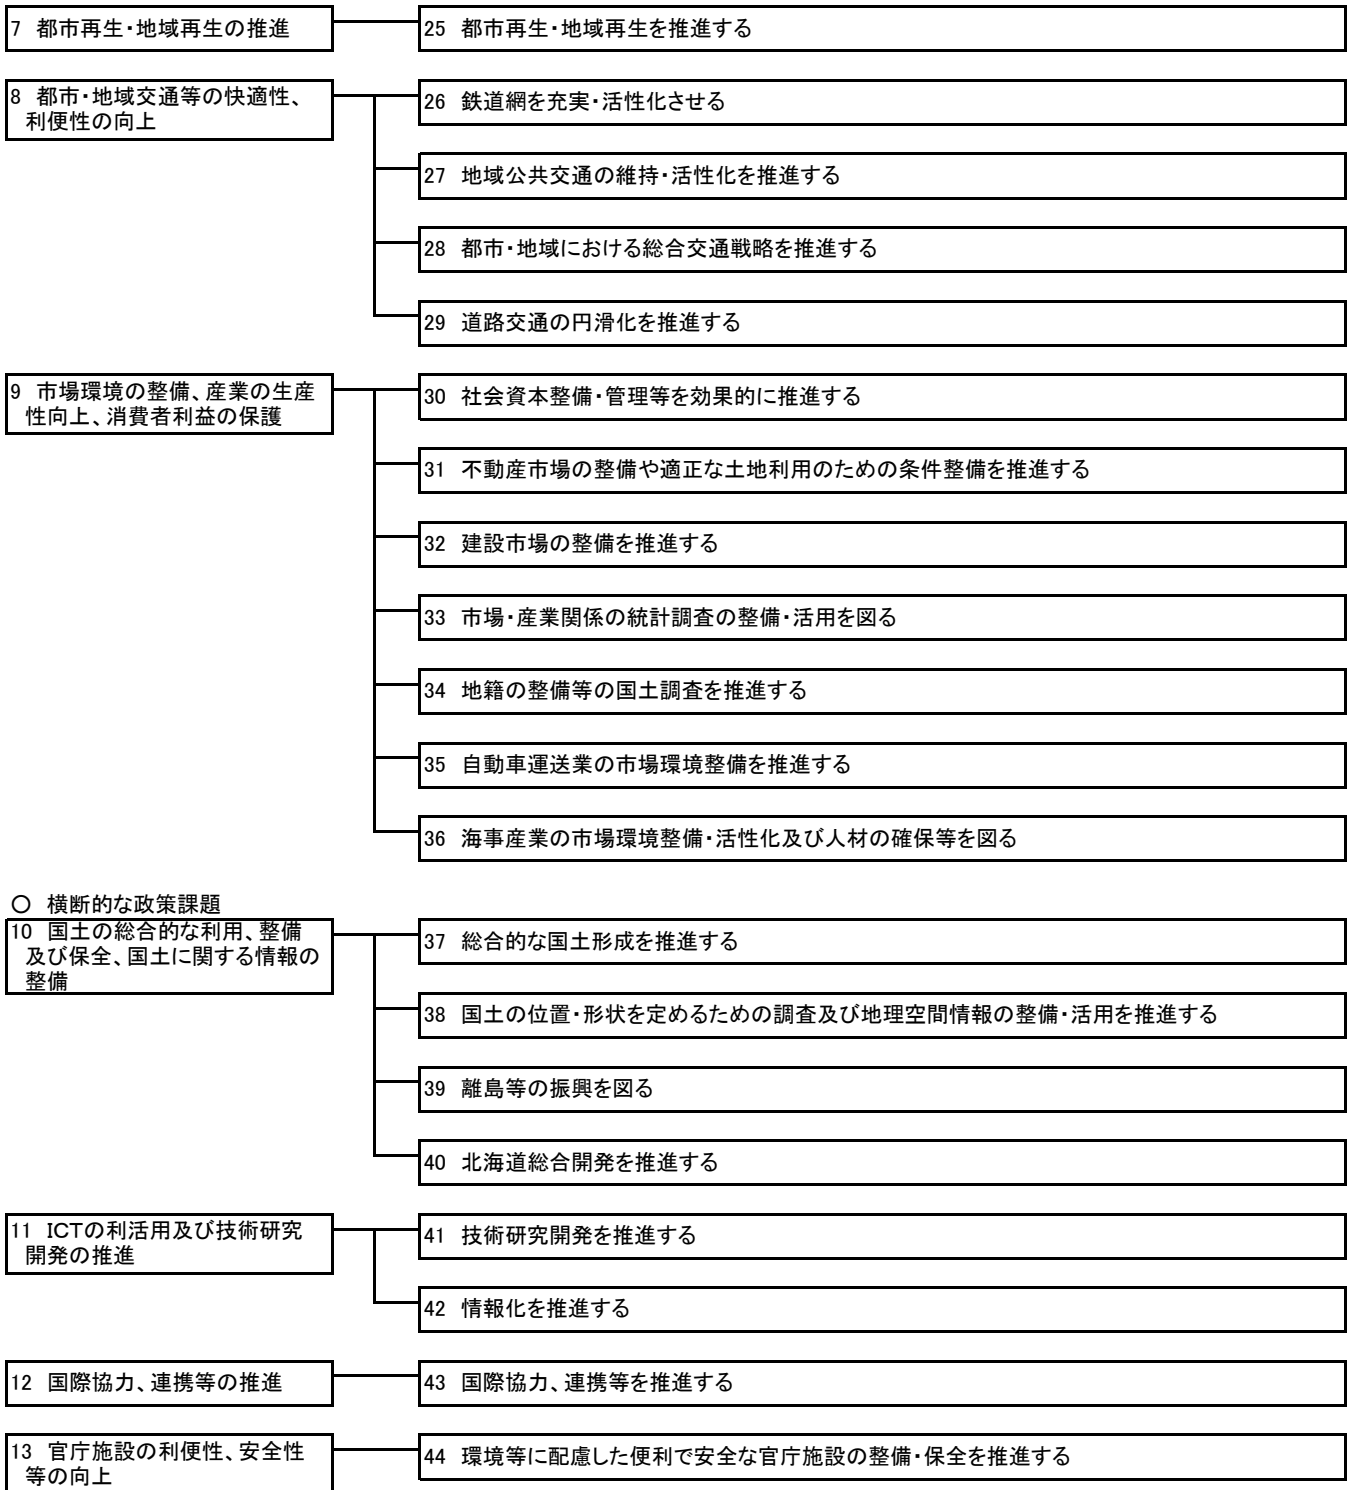 7 都市再生・地域再生の推進
25 都市再生・地域再生を推進する
8 都市・地域交通等の快適性、
利便性の向上
26 鉄道網を充実・活性化させる
27 地域公共交通の維持・活性化を推進する
28 都市・地域における総合交通戦略を推進する
29 道路交通の円滑化を推進する
9 市場環境の整備、産業の生産
性向上、消費者利益の保護
30 社会資本整備・管理等を効果的に推進する
31 不動産市場の整備や適正な土地利用のための条件整備を推進する
32 建設市場の整備を推進する
33 市場・産業関係の統計調査の整備・活用を図る
34 地籍の整備等の国土調査を推進する
35 自動車運送業の市場環境整備を推進する
36 海事産業の市場環境整備・活性化及び人材の確保等を図る
○ 横断的な政策課題
10 国土の総合的な利用、整備
及び保全、国土に関する情報の
整備
37 総合的な国土形成を推進する
38 国土の位置・形状を定めるための調査及び地理空間情報の整備・活用を推進する
39 離島等の振興を図る
40 北海道総合開発を推進する
11 ICTの利活用及び技術研究
開発の推進
41 技術研究開発を推進する
42 情報化を推進する
12 国際協力、連携等の推進
43 国際協力、連携等を推進する
13 官庁施設の利便性、安全性
等の向上
44 環境等に配慮した便利で安全な官庁施設の整備・保全を推進する